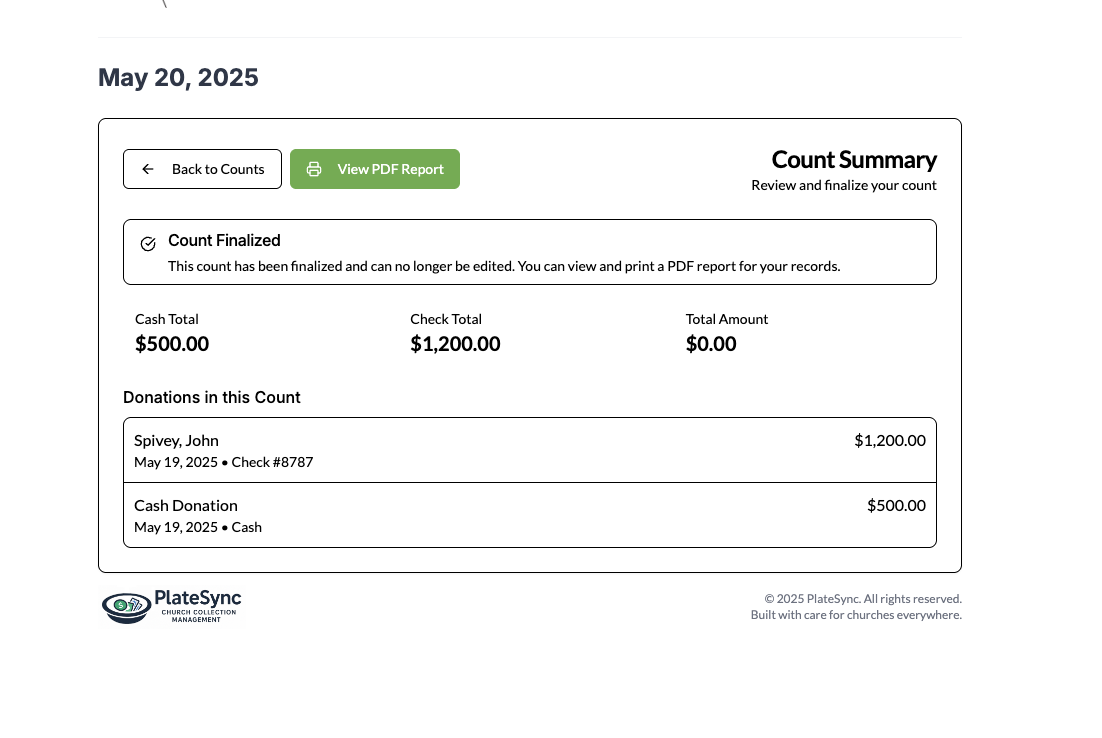 May 20, 2025
Back to Counts
View PDF Report
Count Summary
Review and finalize your count
Count Finalized
This count has been finalized and can no longer be edited. You can view and print a PDF report for your records.
Cash Total
$500.00
Check Total
$1,200.00
Total Amount
$0.00
Donations in this Count
Spivey, John
$1,200.00
May 19, 2025 • Check #8787
Cash Donation
$500.00
May 19, 2025 • Cash
PlateSync
CHURCH COLLECTION
MANAGEMENT
© 2025 PlateSync. All rights reserved.
Built with care for churches everywhere.